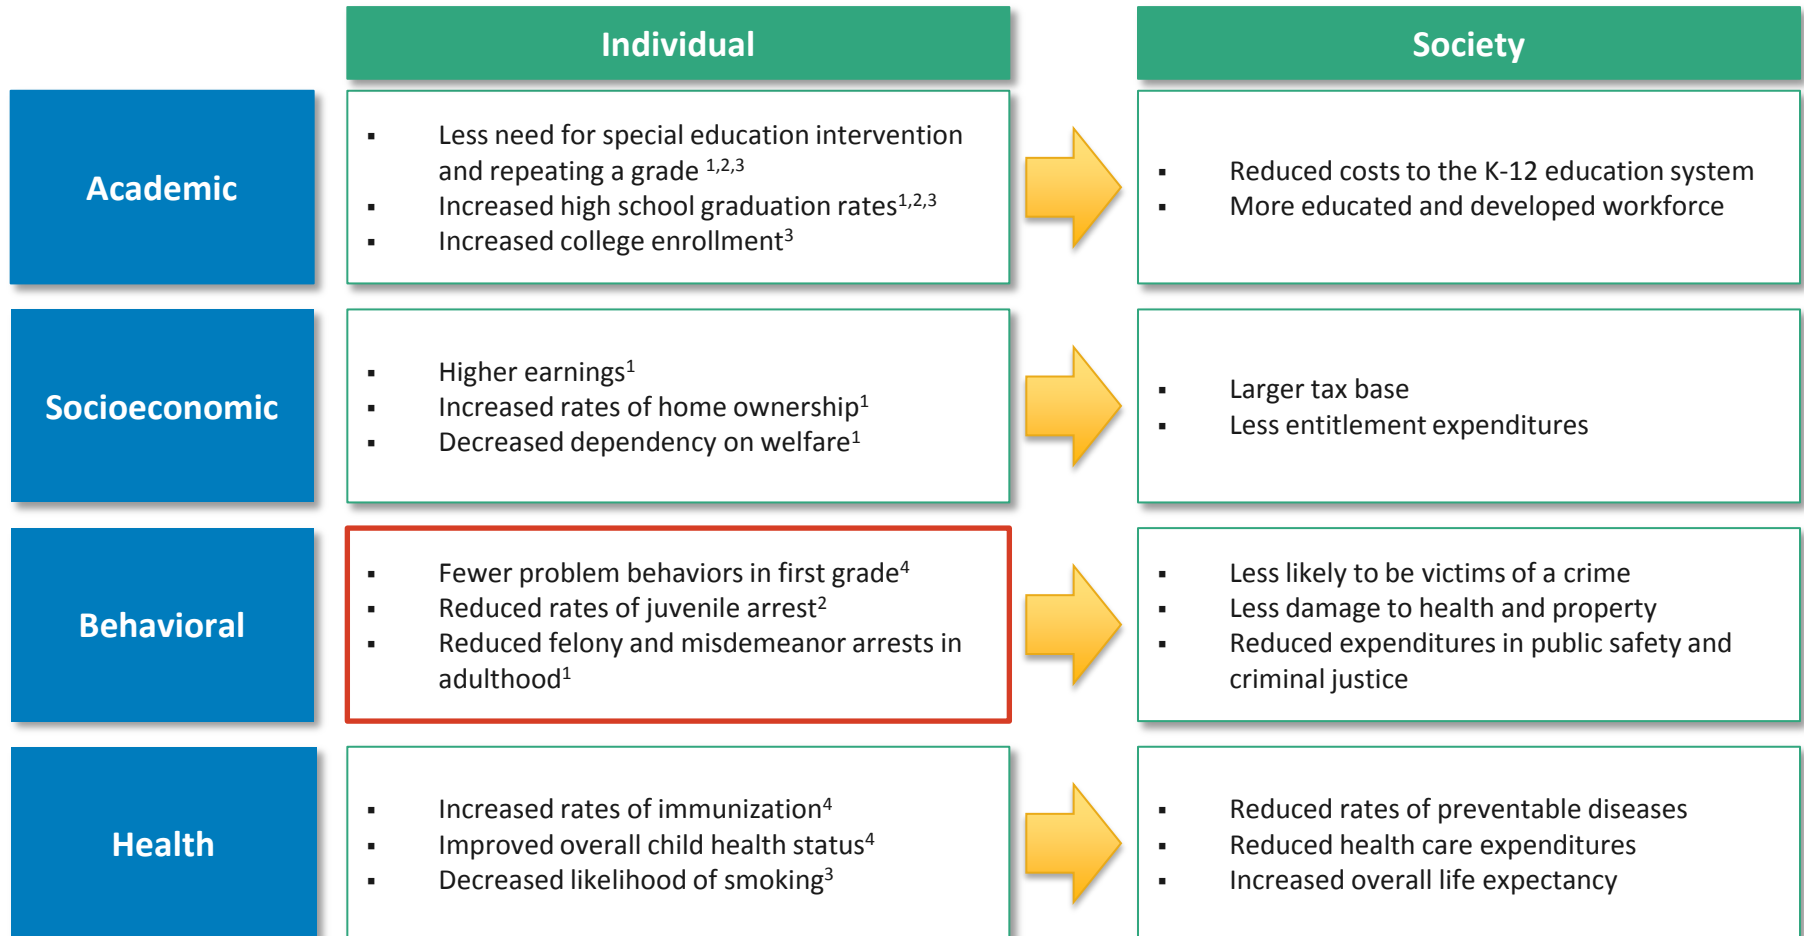 Individual
Society
Academic
▪ Less need for special education intervention
and repeating a grade 1,2,3
▪ Increased high school graduation rates1,2,3
▪ Increased college enrollment3
▪ Reduced costs to the K-12 education system
▪ More educated and developed workforce
Socioeconomic
▪ Higher earnings1
▪ Increased rates of home ownership1
▪ Decreased dependency on welfare1
▪ Larger tax base
▪ Less entitlement expenditures
Behavioral
▪ Fewer problem behaviors in first grade4
▪ Reduced rates of juvenile arrest2
▪ Reduced felony and misdemeanor arrests in
adulthood1
▪ Less likely to be victims of a crime
▪ Less damage to health and property
▪ Reduced expenditures in public safety and
criminal justice
Health
▪ Increased rates of immunization4
▪ Improved overall child health status4
▪ Decreased likelihood of smoking3
▪ Reduced rates of preventable diseases
▪ Reduced health care expenditures
▪ Increased overall life expectancy